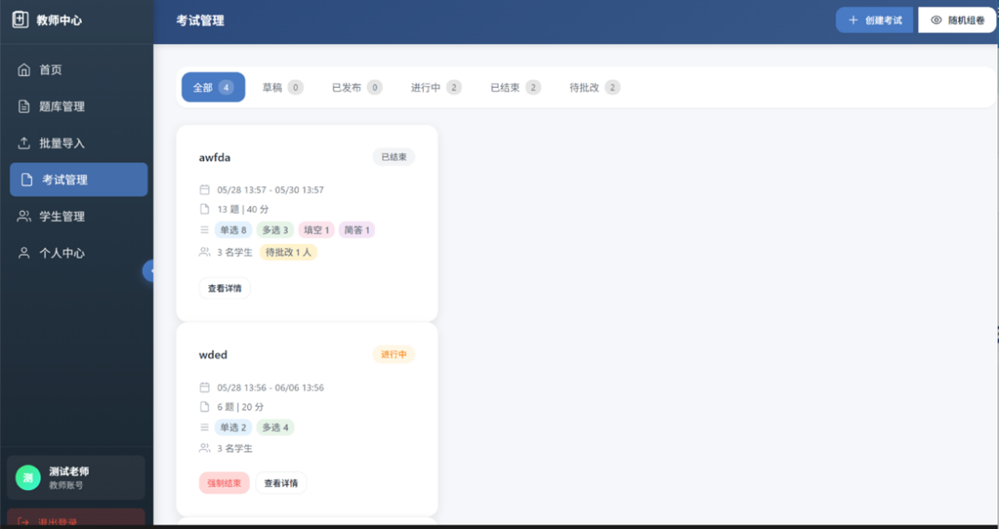 教师中心
首页
题库管理
批量导入
考试管理
学生管理
个人中心
测
测试老师
教师账号
退出登录
考试管理
创建考试
随机组卷
全部 4 草稿 0 已发布 0 进行中 2 已结束 2 待批改 2
awfda 已结束
05/28 13:57 - 05/30 13:57
13 题 | 40 分
单选 8 多选 3 填空 1 简答 1
3 名学生 待批改 1 人
查看详情
wded 进行中
05/28 13:56 - 06/06 13:56
6 题 | 20 分
单选 2 多选 4
3 名学生
强制结束 查看详情